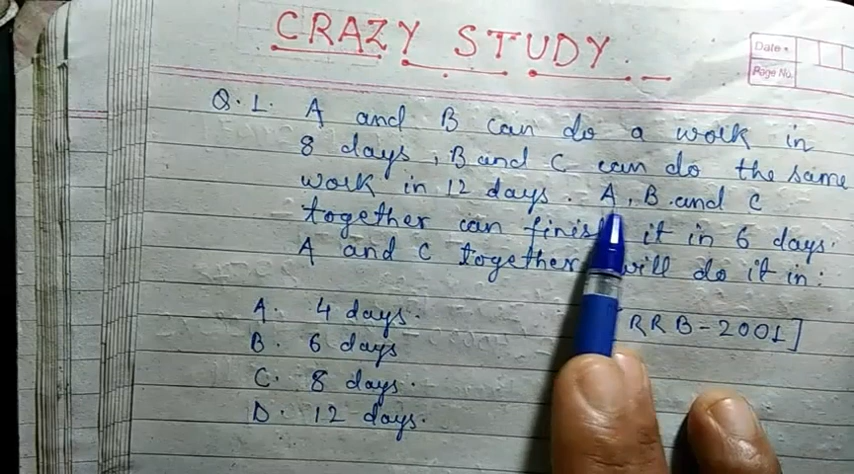 CRAZY STUDY.
Date
Page No.
Q.1. A and B can do a work in
8 days, B and C can do the same
work in 12 days. A, B and C
together can finish it in 6 days.
A and C together will do it in:
A. 4 days.
[RRB-2001]
B. 6 days
C. 8 days.
D. 12 days.